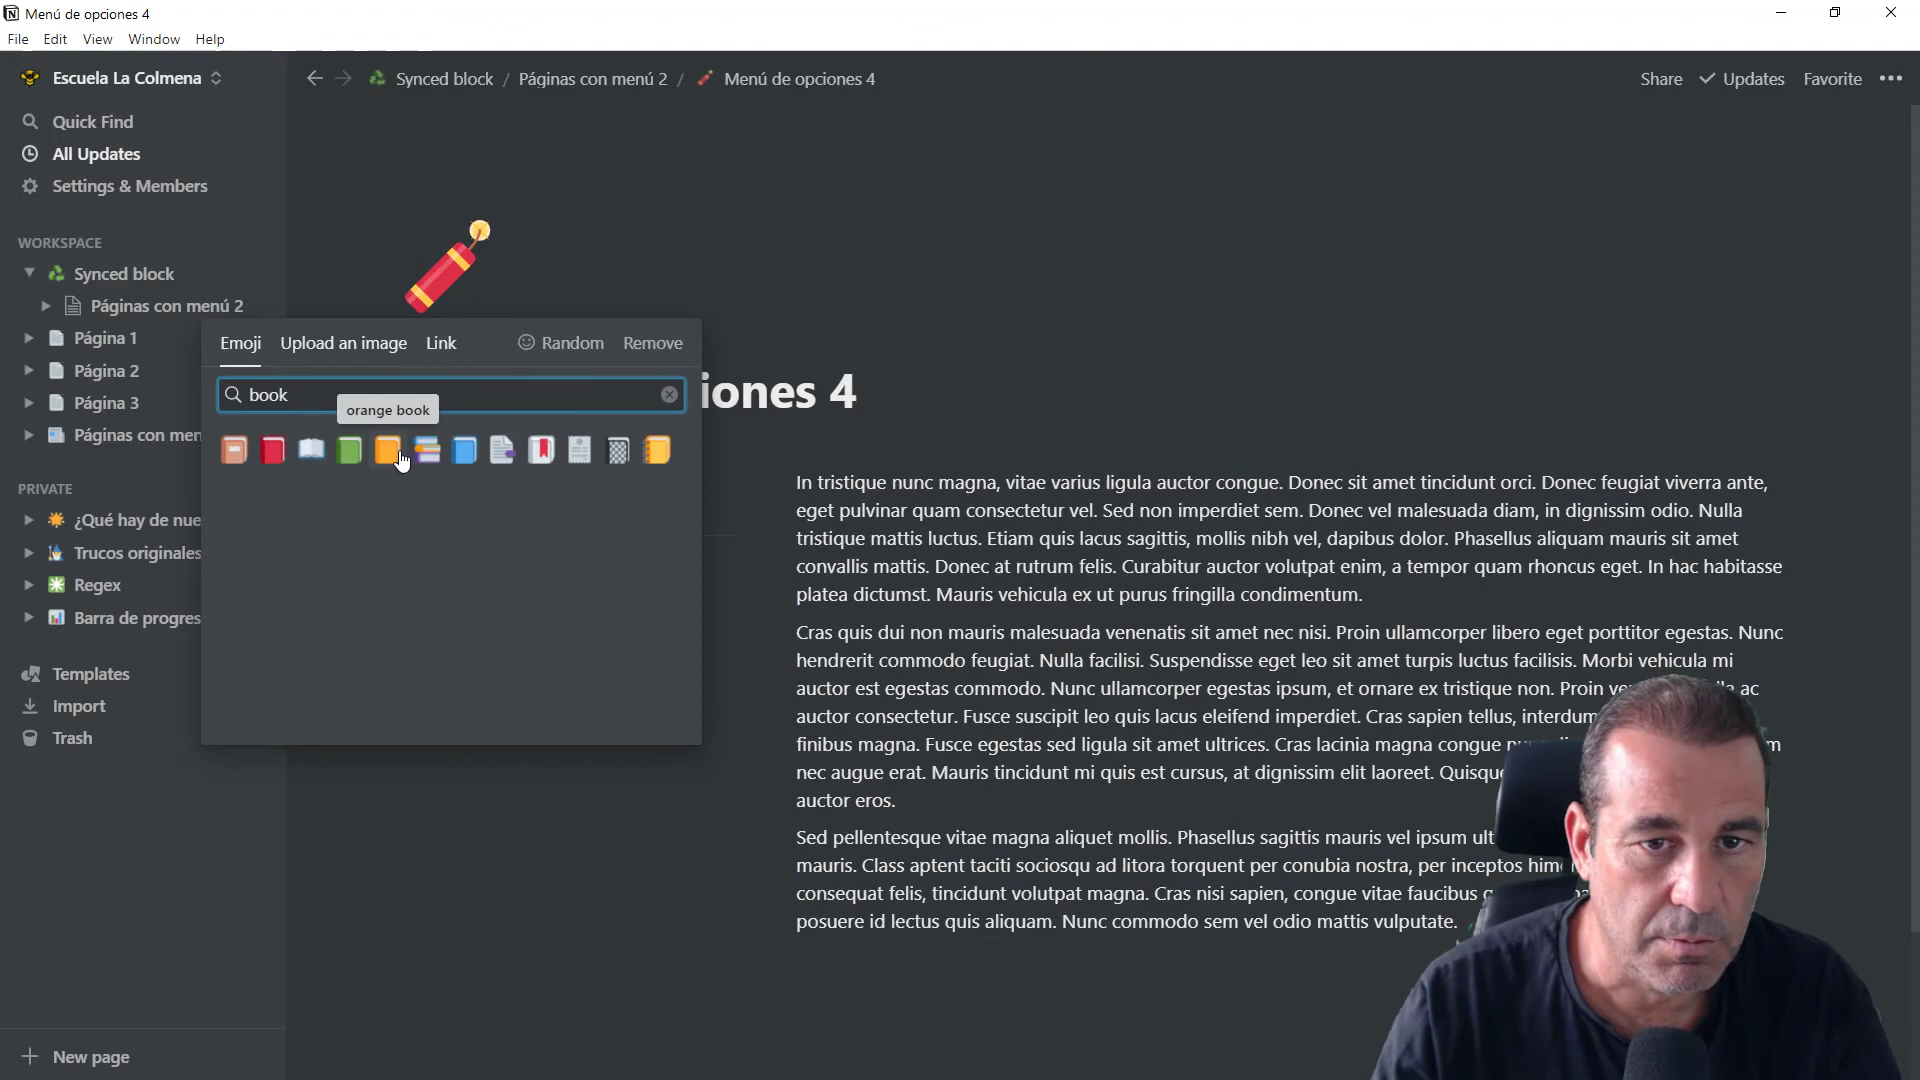 Menú de opciones 4
File Edit View Window Help
Escuela La Colmena
Synced block / Páginas con menú 2 / Menú de opciones 4
Share Updates Favorite •••
Quick Find
All Updates
Settings & Members
WORKSPACE
Synced block
Páginas con menú 2
Página 1
Página 2
Página 3
Páginas con men
PRIVATE
¿Qué hay de nue
Trucos originales
Regex
Barra de progres
Templates
Import
Trash
New page
Emoji Upload an image Link Random Remove
book
orange book
iones 4
In tristique nunc magna, vitae varius ligula auctor congue. Donec sit amet tincidunt orci. Donec feugiat viverra ante,
eget pulvinar quam consectetur vel. Sed non imperdiet sem. Donec vel malesuada diam, in dignissim odio. Nulla
tristique mattis luctus. Etiam quis lacus sagittis, mollis nibh vel, dapibus dolor. Phasellus aliquam mauris sit amet
convallis mattis. Donec at rutrum felis. Curabitur auctor volutpat enim, a tempor quam rhoncus eget. In hac habitasse
platea dictumst. Mauris vehicula ex ut purus fringilla condimentum.
Cras quis dui non mauris malesuada venenatis sit amet nec nisi. Proin ullamcorper libero eget porttitor egestas. Nunc
hendrerit commodo feugiat. Nulla facilisi. Suspendisse eget leo sit amet turpis luctus facilisis. Morbi vehicula mi
auctor est egestas commodo. Nunc ullamcorper egestas ipsum, et ornare ex tristique non. Proin ac
auctor consectetur. Fusce suscipit leo quis lacus eleifend imperdiet. Cras sapien tellus, interdum
finibus magna. Fusce egestas sed ligula sit amet ultrices. Cras lacinia magna congue
nec augue erat. Mauris tincidunt mi quis est cursus, at dignissim elit laoreet. Quisque
auctor eros.
Sed pellentesque vitae magna aliquet mollis. Phasellus sagittis mauris vel ipsum ult
mauris. Class aptent taciti sociosqu ad litora torquent per conubia nostra, per inceptos
consequat felis, tincidunt volutpat magna. Cras nisi sapien, congue vitae faucibus
posuere id lectus quis aliquam. Nunc commodo sem vel odio mattis vulputate.